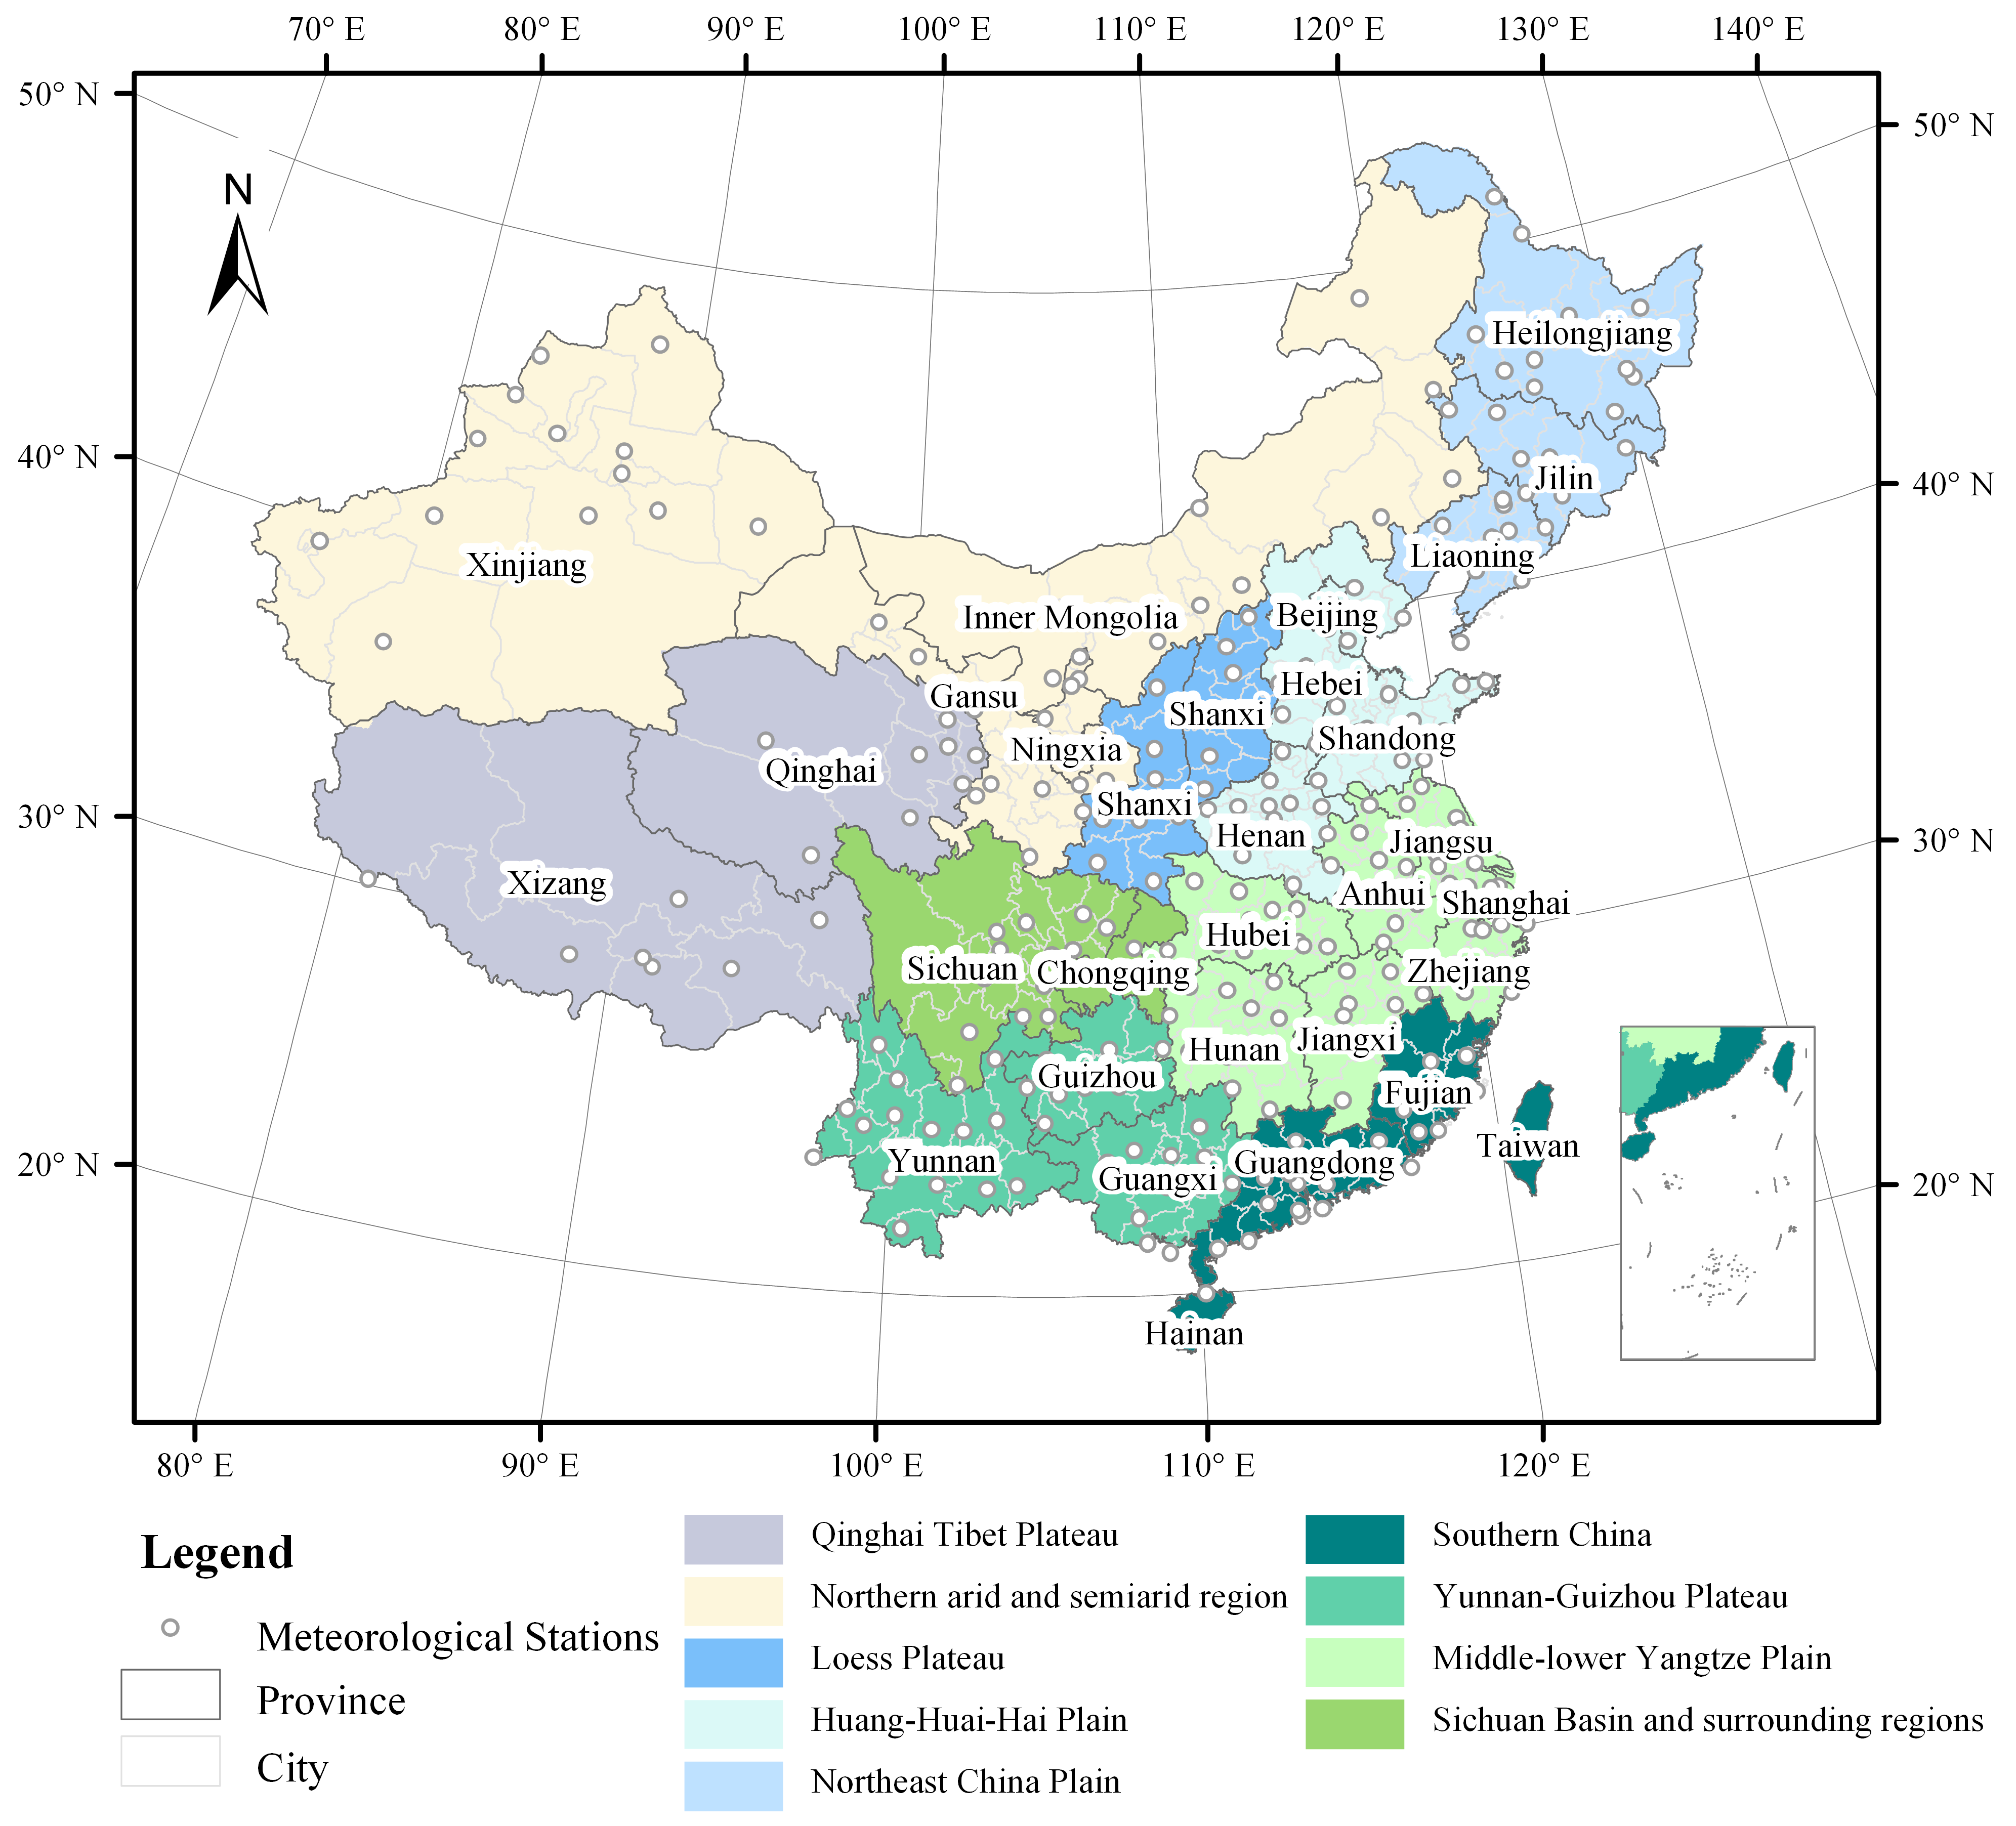 70° E 80° E 90° E 100° E 110° E 120° E 130° E 140° E
50° N 50° N
N
Heilongjiang
40° N 40° N
Jilin
Liaoning
Xinjiang
Inner Mongolia Beijing
Gansu Hebei
Shanxi
Ningxia Shandong
Qinghai
Shanxi
30° N 30° N
Henan Jiangsu
Xizang Anhui Shanghai
Hubei
Sichuan Chongqing Zhejiang
Hunan Jiangxi
Guizhou Fujian
Taiwan
Yunnan Guangxi Guangdong
20° N 20° N
Hainan
80° E 90° E 100° E 110° E 120° E
Legend
Meteorological Stations
Province
City
Qinghai Tibet Plateau
Northern arid and semiarid region
Loess Plateau
Huang-Huai-Hai Plain
Northeast China Plain
Southern China
Yunnan-Guizhou Plateau
Middle-lower Yangtze Plain
Sichuan Basin and surrounding regions